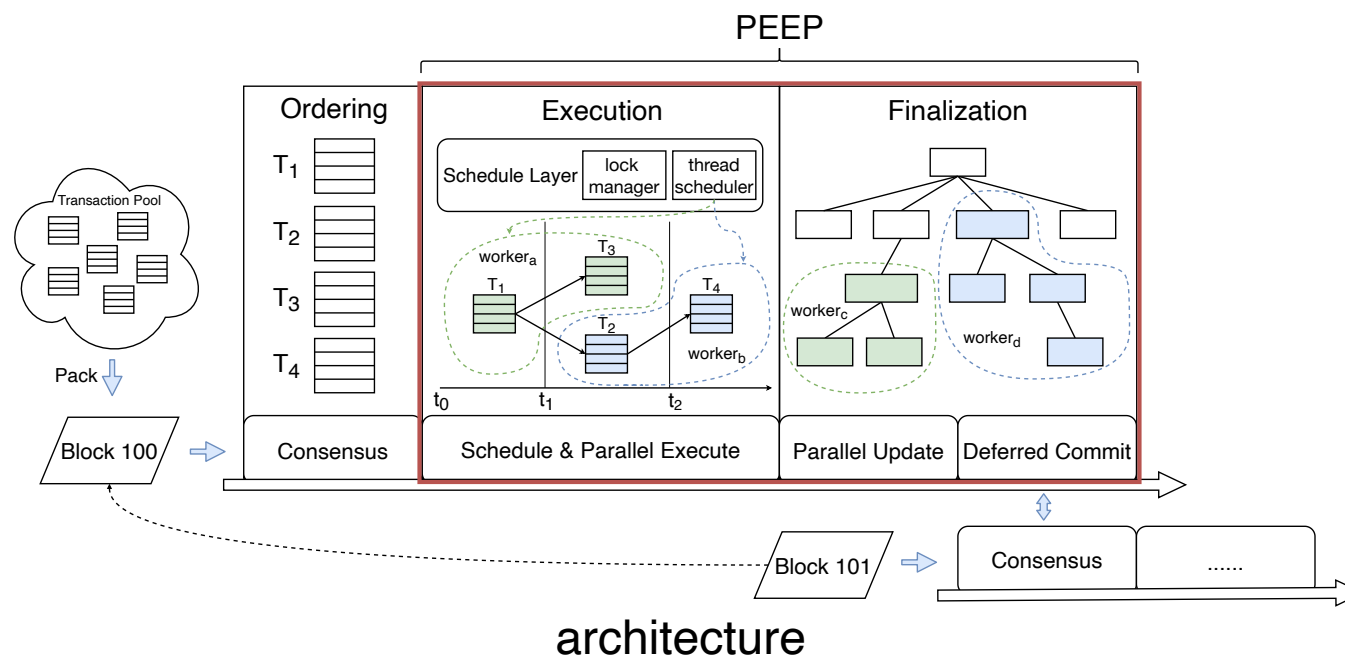 PEEP
Ordering
Execution
Finalization
T1
T2
T3
T4
Transaction Pool
Schedule Layer
lock
manager
thread
scheduler
workera
T1
T3
T2
T4
workerb
t0
t1
t2
workerc
workerd
Pack
Block 100
Consensus
Schedule & Parallel Execute
Parallel Update
Deferred Commit
Block 101
Consensus
......
architecture